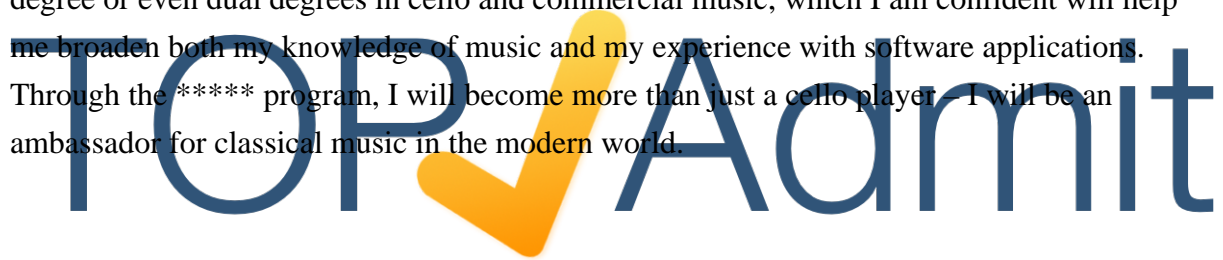 degree or even dual degrees in cello and commercial music, which I am confident will help
me broaden both my knowledge of music and my experience with software applications.
Through the ***** program, I will become more than just a cello player – I will be an
ambassador for classical music in the modern world.
TOP Admit